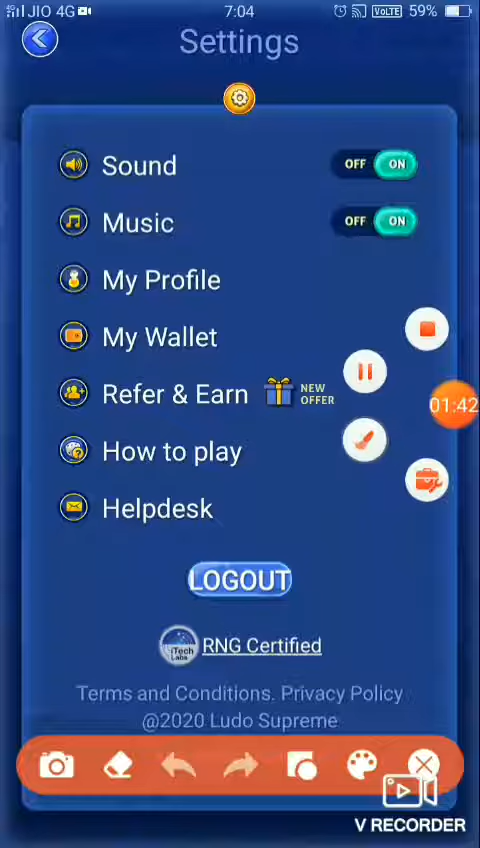 JIO 4G 7:04 VoLTE 59%
Settings
Sound OFF ON
Music OFF ON
My Profile
My Wallet
Refer & Earn NEW OFFER
01:42
How to play
Helpdesk
LOGOUT
iTech Labs RNG Certified
Terms and Conditions. Privacy Policy
@2020 Ludo Supreme
V RECORDER